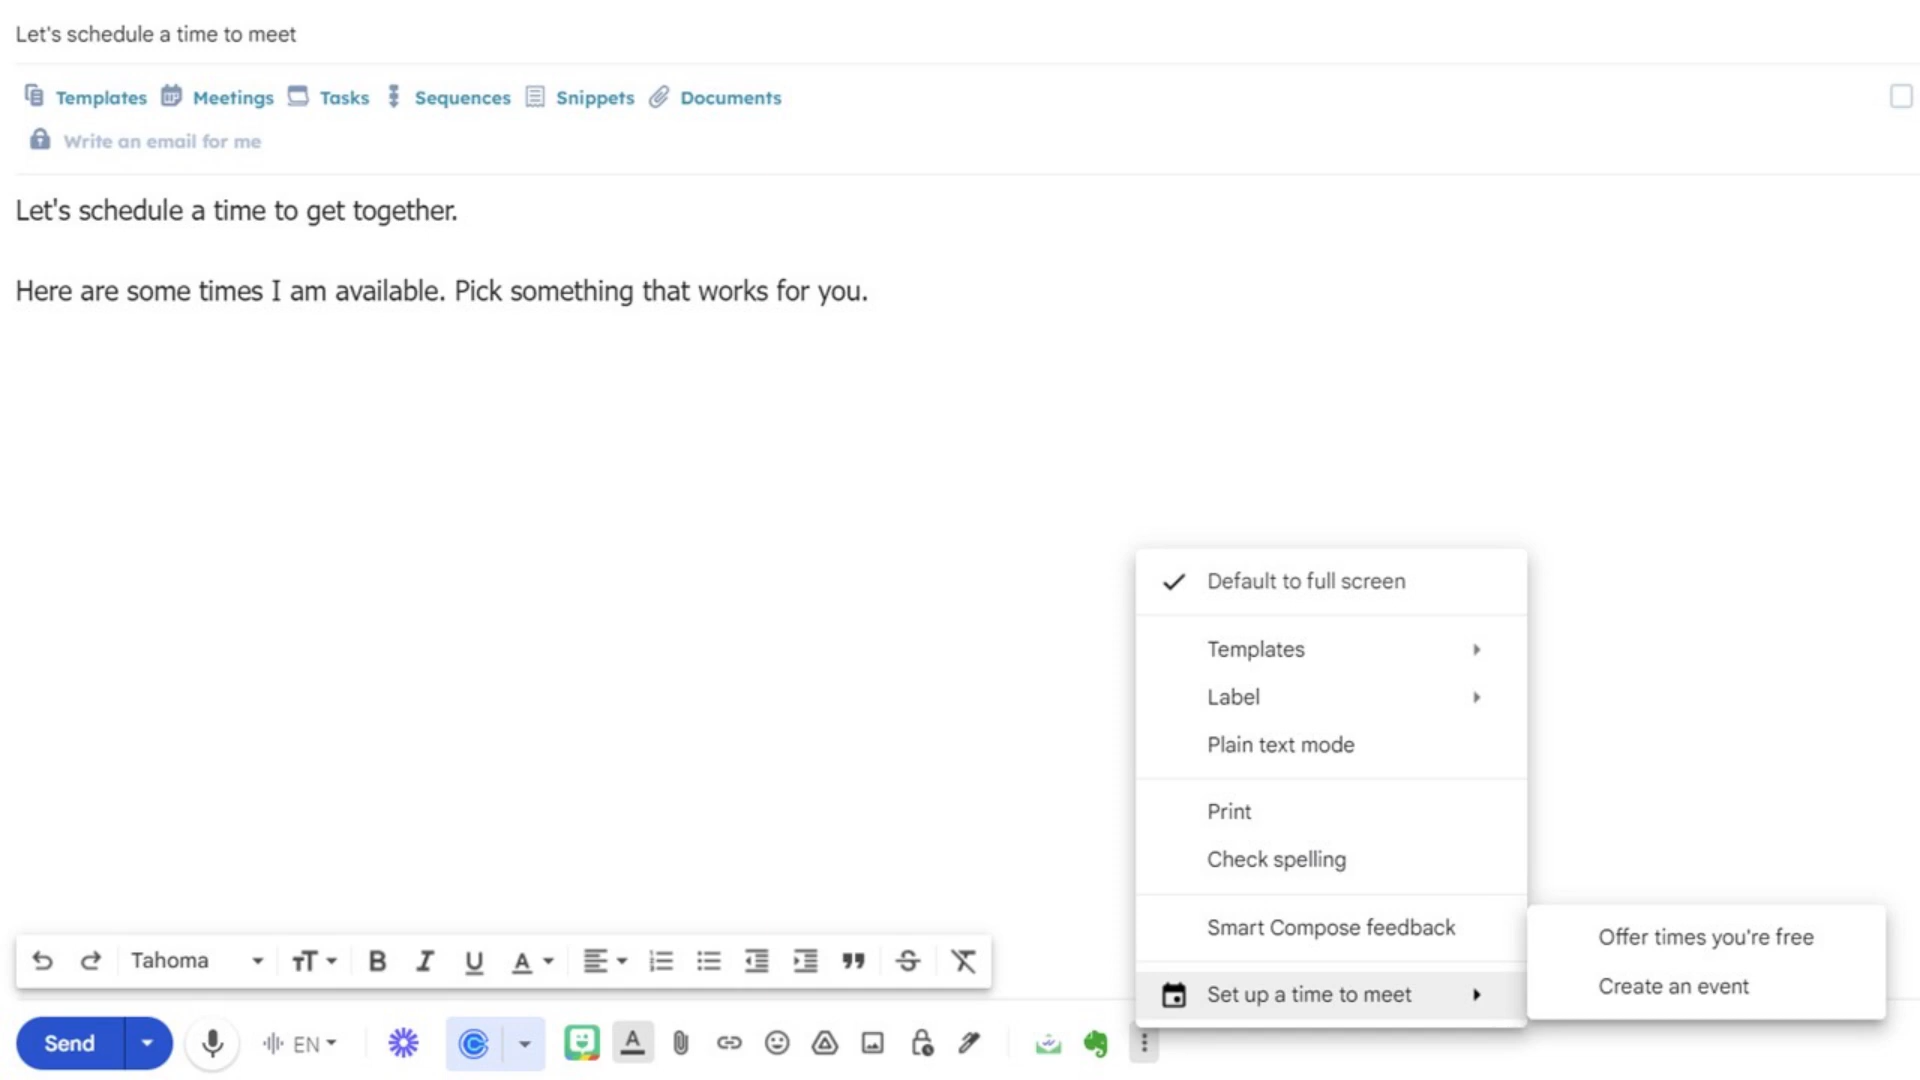 Let's schedule a time to meet
Templates Meetings Tasks Sequences Snippets Documents
Write an email for me
Let's schedule a time to get together.
Here are some times I am available. Pick something that works for you.
Default to full screen
Templates
Label
Plain text mode
Print
Check spelling
Smart Compose feedback
Set up a time to meet
Offer times you're free
Create an event
Tahoma
Send
EN